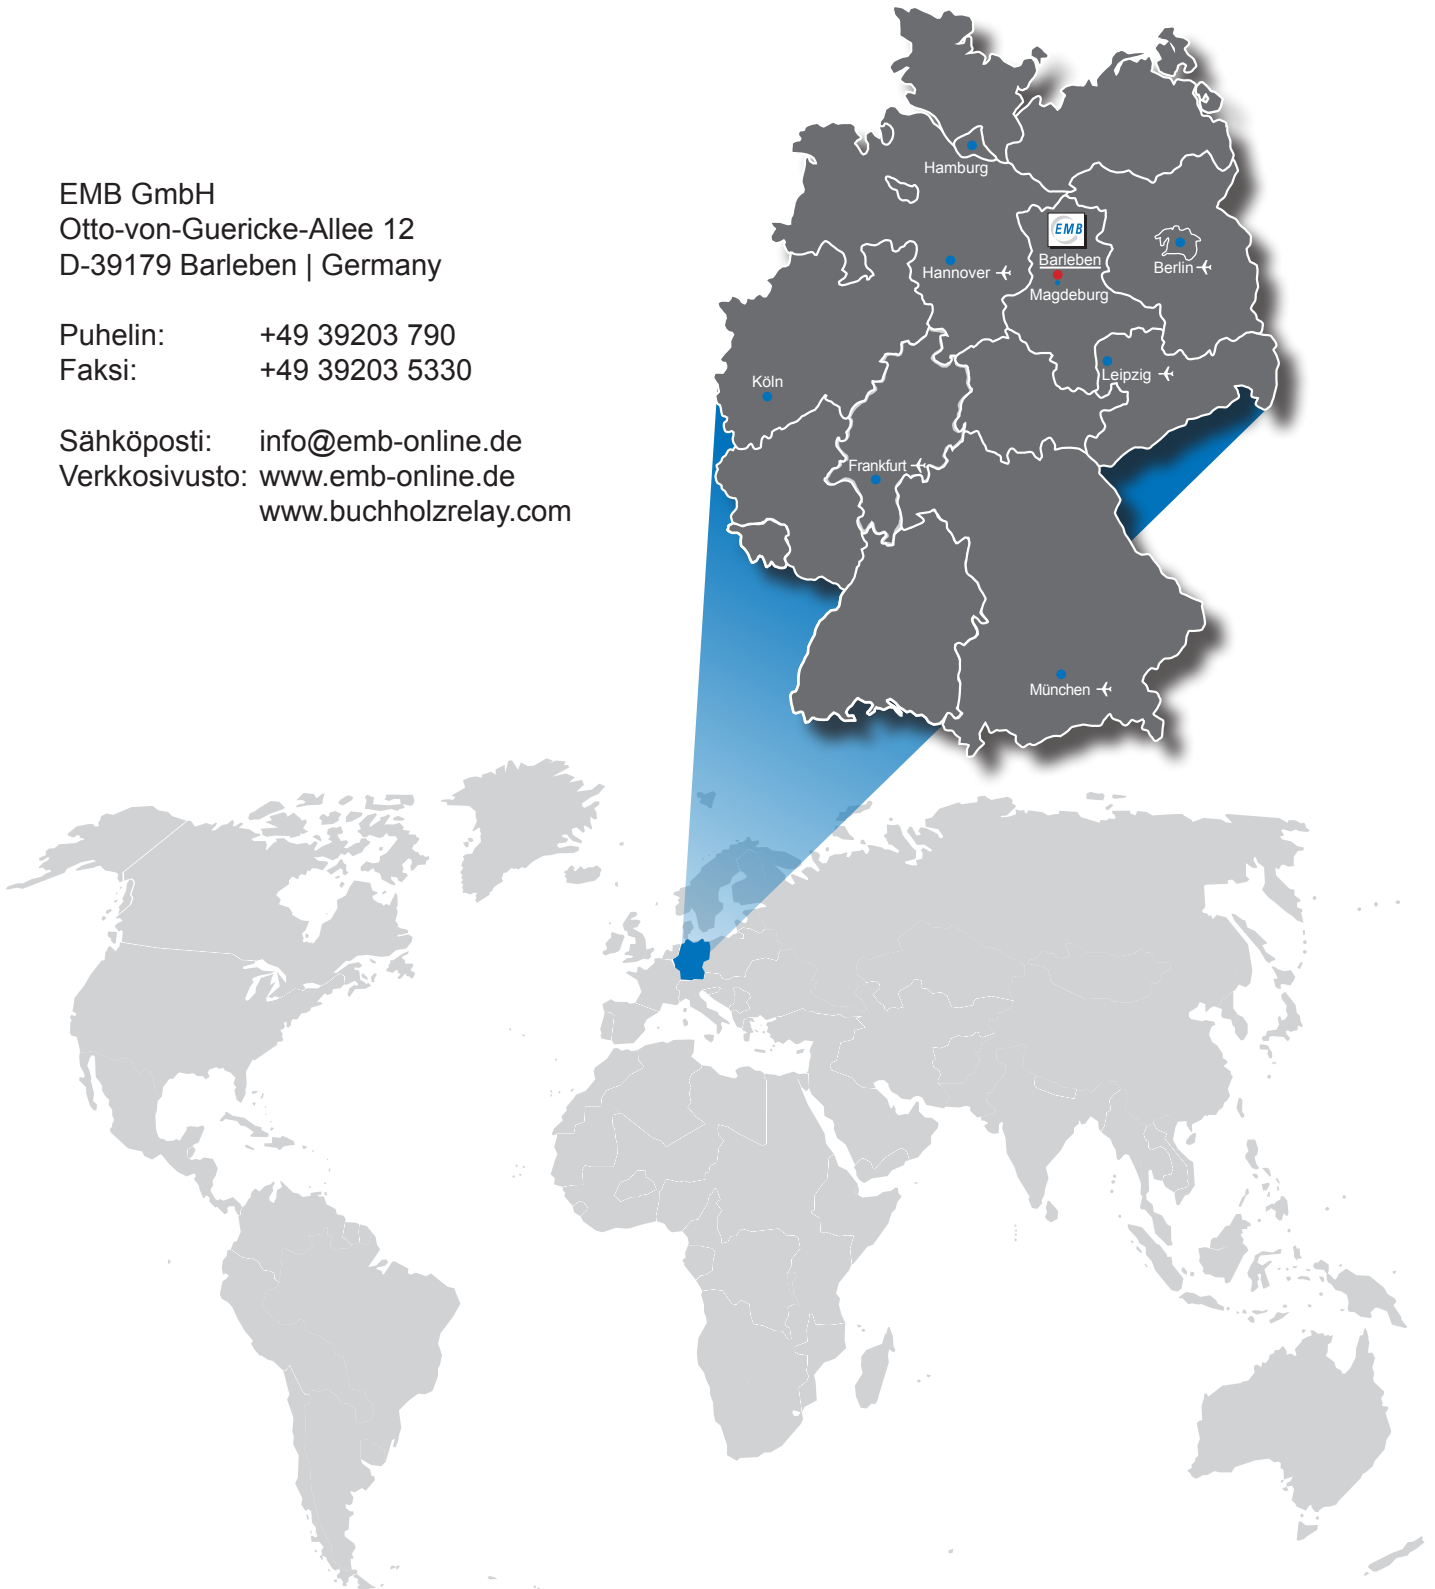 EMB GmbH
Otto-von-Guericke-Allee 12
D-39179 Barleben | Germany
Puhelin: +49 39203 790
Faksi: +49 39203 5330
Sähköposti: info@emb-online.de
Verkkosivusto: www.emb-online.de
www.buchholzrelay.com
Hamburg
EMB
Barleben
Hannover
Berlin
Magdeburg
Leipzig
Köln
Frankfurt
München